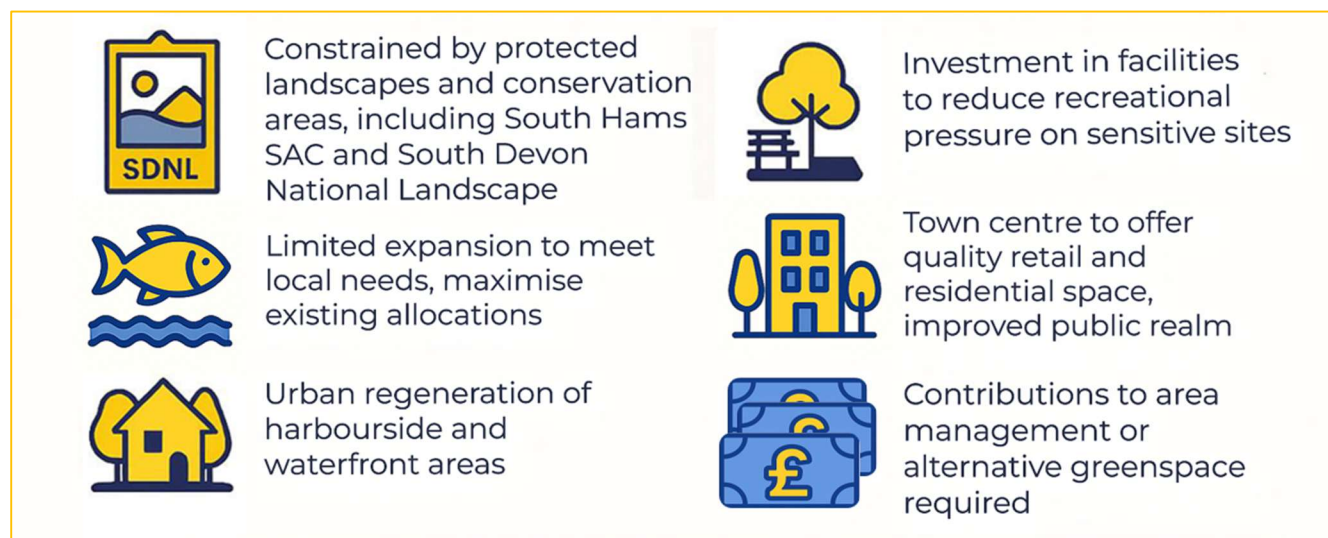 SDNL
Constrained by protected
landscapes and conservation
areas, including South Hams
SAC and South Devon
National Landscape
Limited expansion to meet
local needs, maximise
existing allocations
Urban regeneration of
harbourside and
waterfront areas
Investment in facilities
to reduce recreational
pressure on sensitive sites
Town centre to offer
quality retail and
residential space,
improved public realm
£
£
£
Contributions to area
management or
alternative greenspace
required